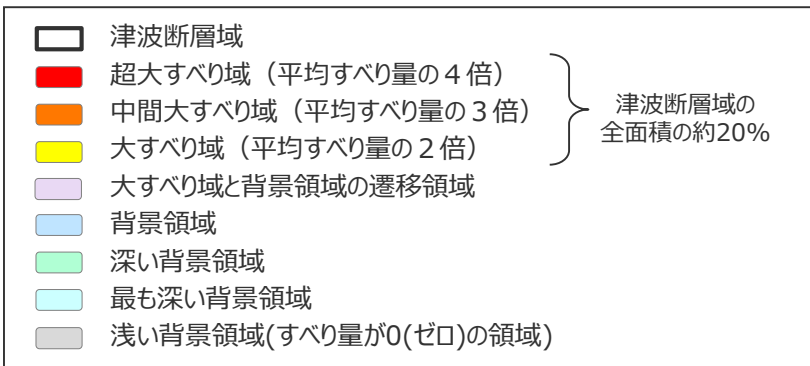 津波断層域
超大すべり域（平均すべり量の４倍）
中間大すべり域（平均すべり量の３倍）
大すべり域（平均すべり量の２倍）
津波断層域の
全面積の約20%
大すべり域と背景領域の遷移領域
背景領域
深い背景領域
最も深い背景領域
浅い背景領域(すべり量が0(ゼロ)の領域)